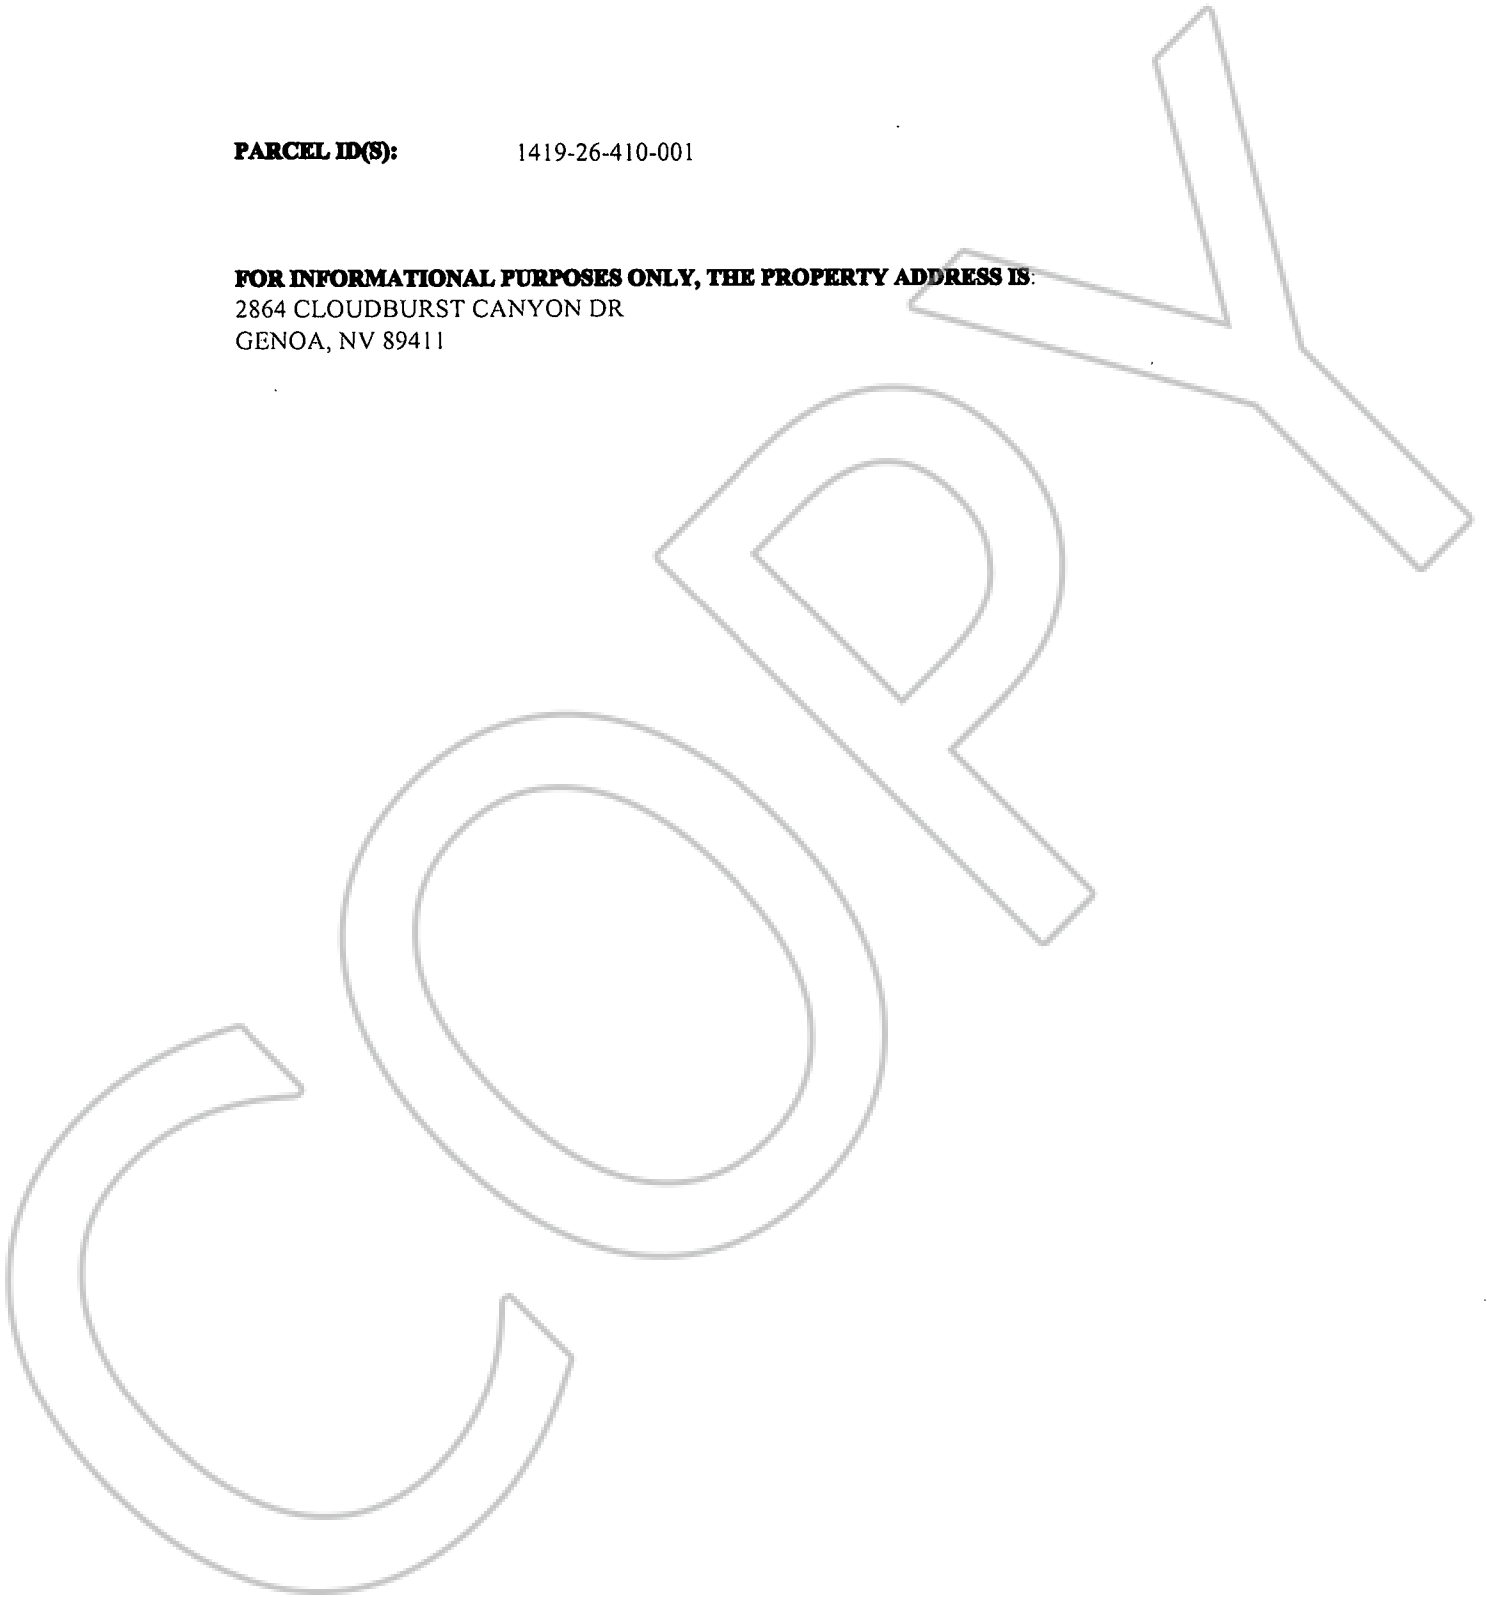 PARCEL ID(S): 1419-26-410-001
FOR INFORMATIONAL PURPOSES ONLY, THE PROPERTY ADDRESS IS:
2864 CLOUDBURST CANYON DR
GENOA, NV 89411
COPY